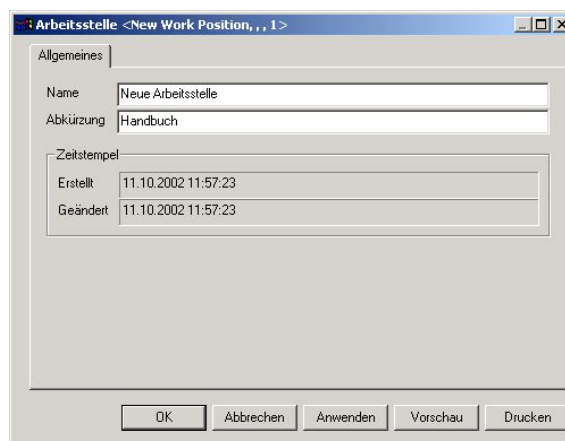 Arbeitsstelle <New Work Position, , , 1>
Allgemeines
Name Neue Arbeitsstelle
Abkürzung Handbuch
Zeitstempel
Erstellt 11.10.2002 11:57:23
Geändert 11.10.2002 11:57:23
OK Abbrechen Anwenden Vorschau Drucken